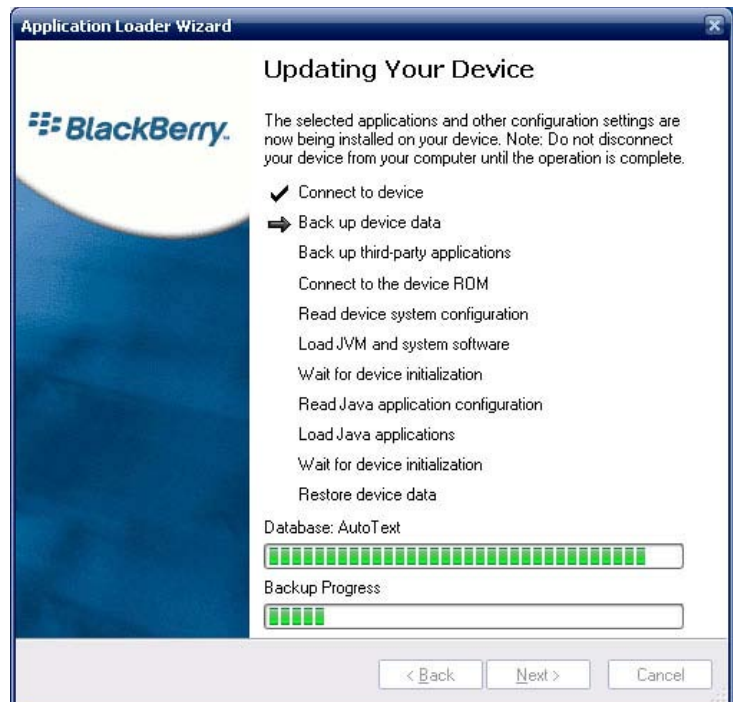 Application Loader Wizard
Updating Your Device
BlackBerry.
The selected applications and other configuration settings are
now being installed on your device. Note: Do not disconnect
your device from your computer until the operation is complete.
Connect to device
Back up device data
Back up third-party applications
Connect to the device ROM
Read device system configuration
Load JVM and system software
Wait for device initialization
Read Java application configuration
Load Java applications
Wait for device initialization
Restore device data
Database: AutoText
Backup Progress
< Back Next > Cancel